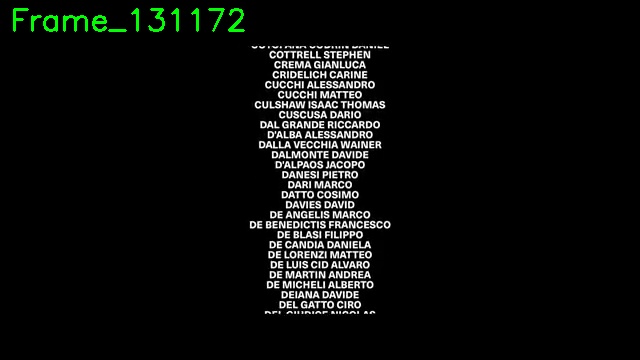 Frame_131172
COTTRELL STEPHEN
CREMA GIANLUCA
CRIDELICH CARINE
CUCCHI ALESSANDRO
CUCCHI MATTEO
CULSHAW ISAAC THOMAS
CUSCUSA DARIO
DAL GRANDE RICCARDO
D'ALBA ALESSANDRO
DALLA VECCHIA WAINER
DALMONTE DAVIDE
D'ALPAOS JACOPO
DANESI PIETRO
DARI MARCO
DATTO COSIMO
DAVIES DAVID
DE ANGELIS MARCO
DE BENEDICTIS FRANCESCO
DE BLASI FILIPPO
DE CANDIA DANIELA
DE LORENZI MATTEO
DE LUIS CID ALVARO
DE MARTIN ANDREA
DE MICHELI ALBERTO
DEIANA DAVIDE
DEL GATTO CIRO